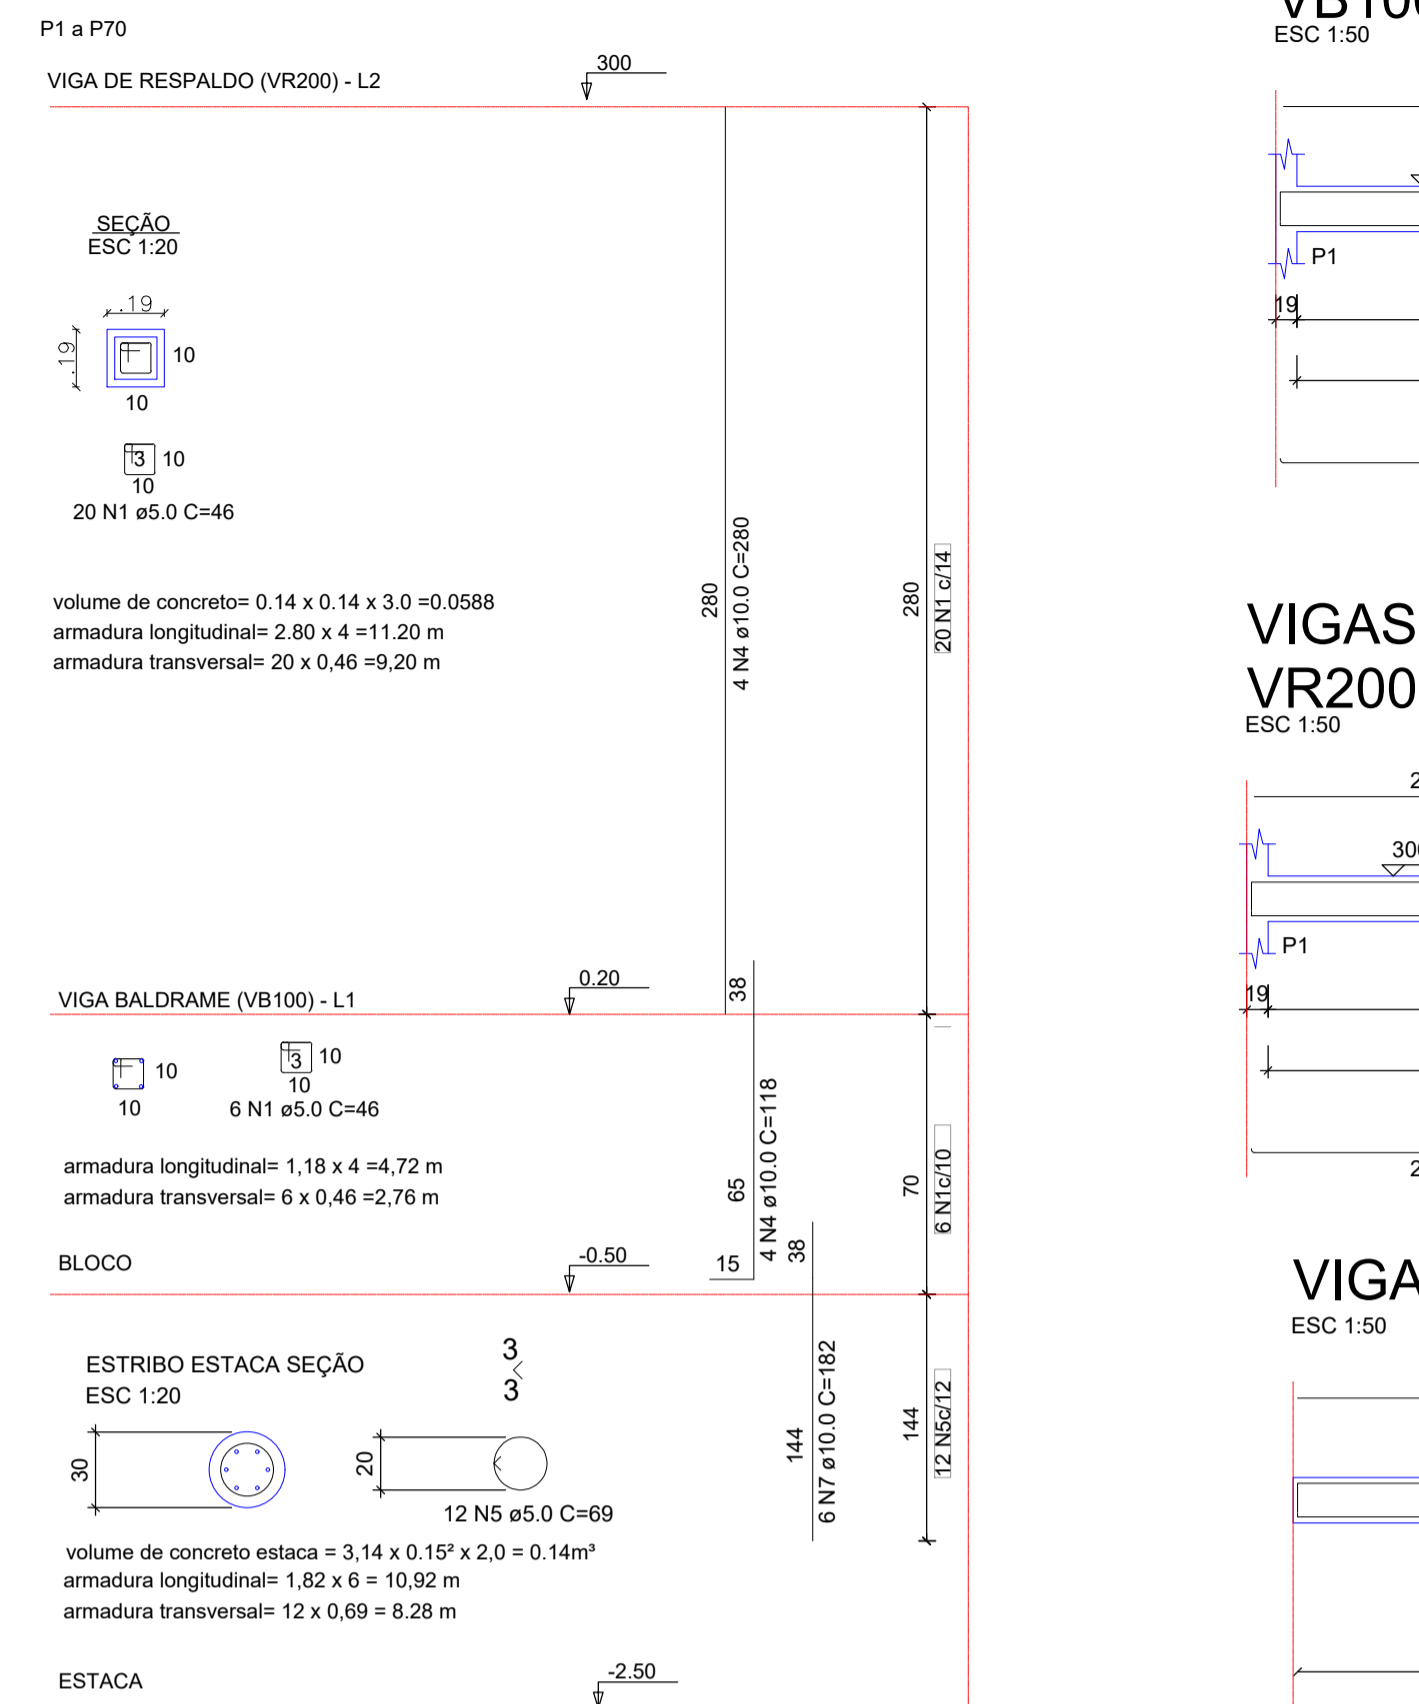 P1 a P70
VIGA DE RESPALDO (VR200) - L2
300
SEÇÃO
ESC 1:20
.19
.19
10
10
3
10
10
20 N1 ø5.0 C=46
volume de concreto= 0.14 x 0.14 x 3.0 =0.0588
armadura longitudinal= 2.80 x 4 =11.20 m
armadura transversal= 20 x 0,46 =9,20 m
280
4 N4 ø10.0 C=280
280
20 N1 c/14
VIGA BALDRAME (VB100) - L1
0.20
38
10
10
3
10
10
6 N1 ø5.0 C=46
armadura longitudinal= 1,18 x 4 =4,72 m
armadura transversal= 6 x 0,46 =2,76 m
65
4 N4 ø10.0 C=118
15
70
6 N1c/10
BLOCO
-0.50
38
ESTRIBO ESTACA SEÇÃO
ESC 1:20
3
3
30
20
12 N5 ø5.0 C=69
144
6 N7 ø10.0 C=182
144
12 N5c/12
volume de concreto estaca = 3,14 x 0.15² x 2,0 = 0.14m³
armadura longitudinal= 1,82 x 6 = 10,92 m
armadura transversal= 12 x 0,69 = 8.28 m
ESTACA
-2.50
VB100
ESC 1:50
P1
19
VIGAS
VR200
ESC 1:50
2
300
P1
19
2
VIGA
ESC 1:50